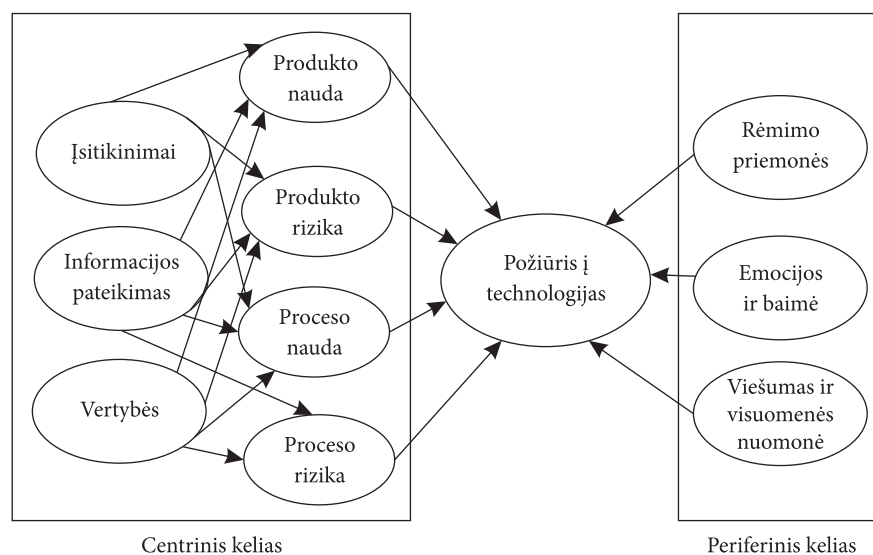 Įsitikinimai
Informacijos
pateikimas
Vertybės
Produkto
nauda
Produkto
rizika
Proceso
nauda
Proceso
rizika
Požiūris į
technologijas
Rėmimo
priemonės
Emocijos
ir baimė
Viešumas ir
visuomenės
nuomonė
Centrinis kelias
Periferinis kelias